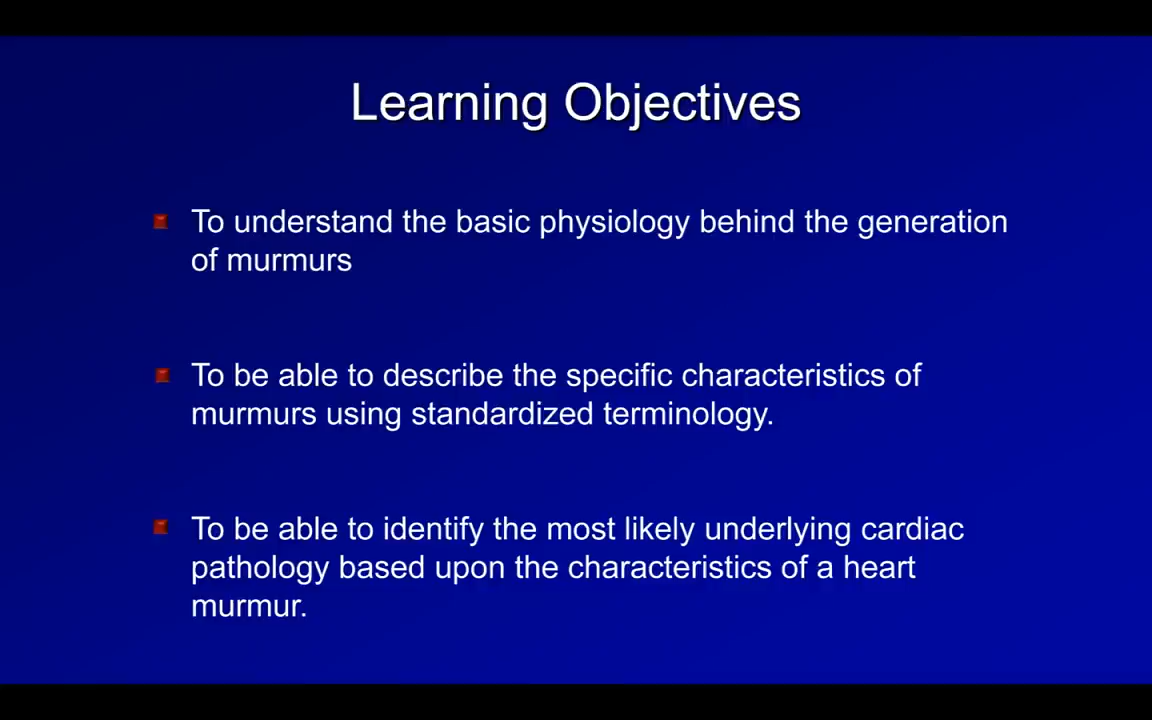 Learning Objectives
To understand the basic physiology behind the generation
of murmurs
To be able to describe the specific characteristics of
murmurs using standardized terminology.
To be able to identify the most likely underlying cardiac
pathology based upon the characteristics of a heart
murmur.